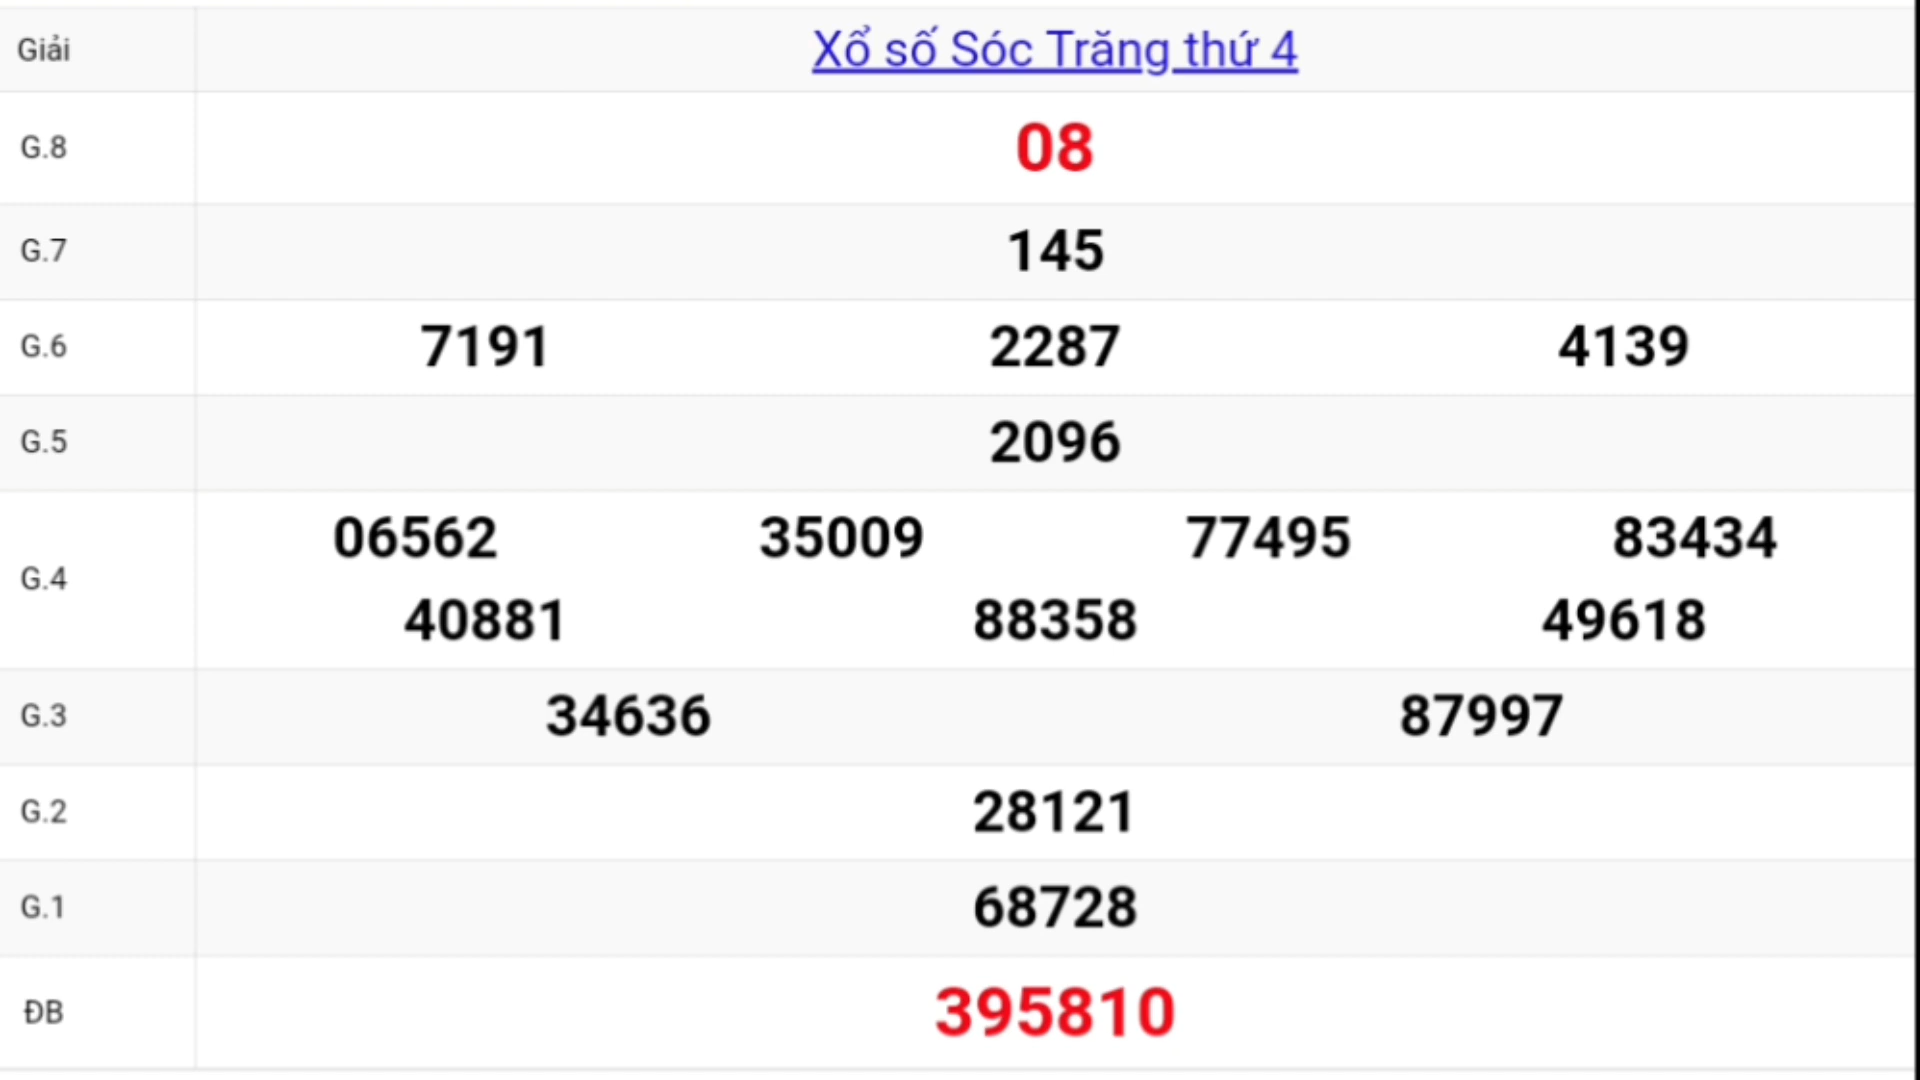 Giải Xổ số Sóc Trăng thứ 4
G.8 08
G.7 145
G.6 7191 2287 4139
G.5 2096
G.4 06562 35009 77495 83434
40881 88358 49618
G.3 34636 87997
G.2 28121
G.1 68728
ĐB 395810